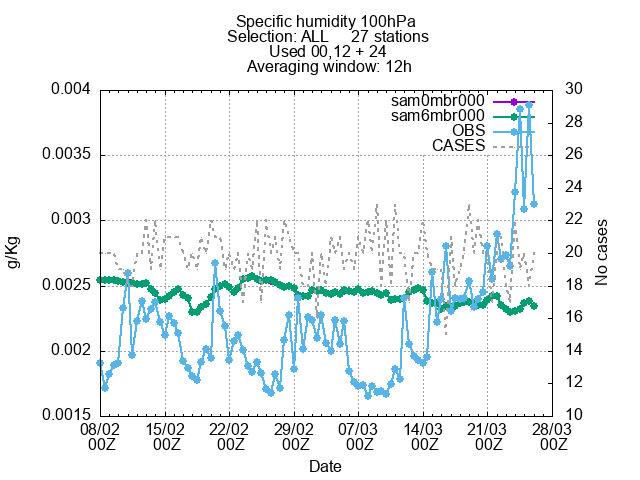 Specific humidity 100hPa
Selection: ALL 27 stations
Used 00,12 + 24
Averaging window: 12h
sam0mbr000
sam6mbr000
OBS
CASES
0.004
0.0035
0.003
0.0025
0.002
0.0015
g/Kg
30
28
26
24
22
20
18
16
14
12
10
No cases
08/02 15/02 22/02 29/02 07/03 14/03 21/03 28/03
00Z 00Z 00Z 00Z 00Z 00Z 00Z 00Z
Date